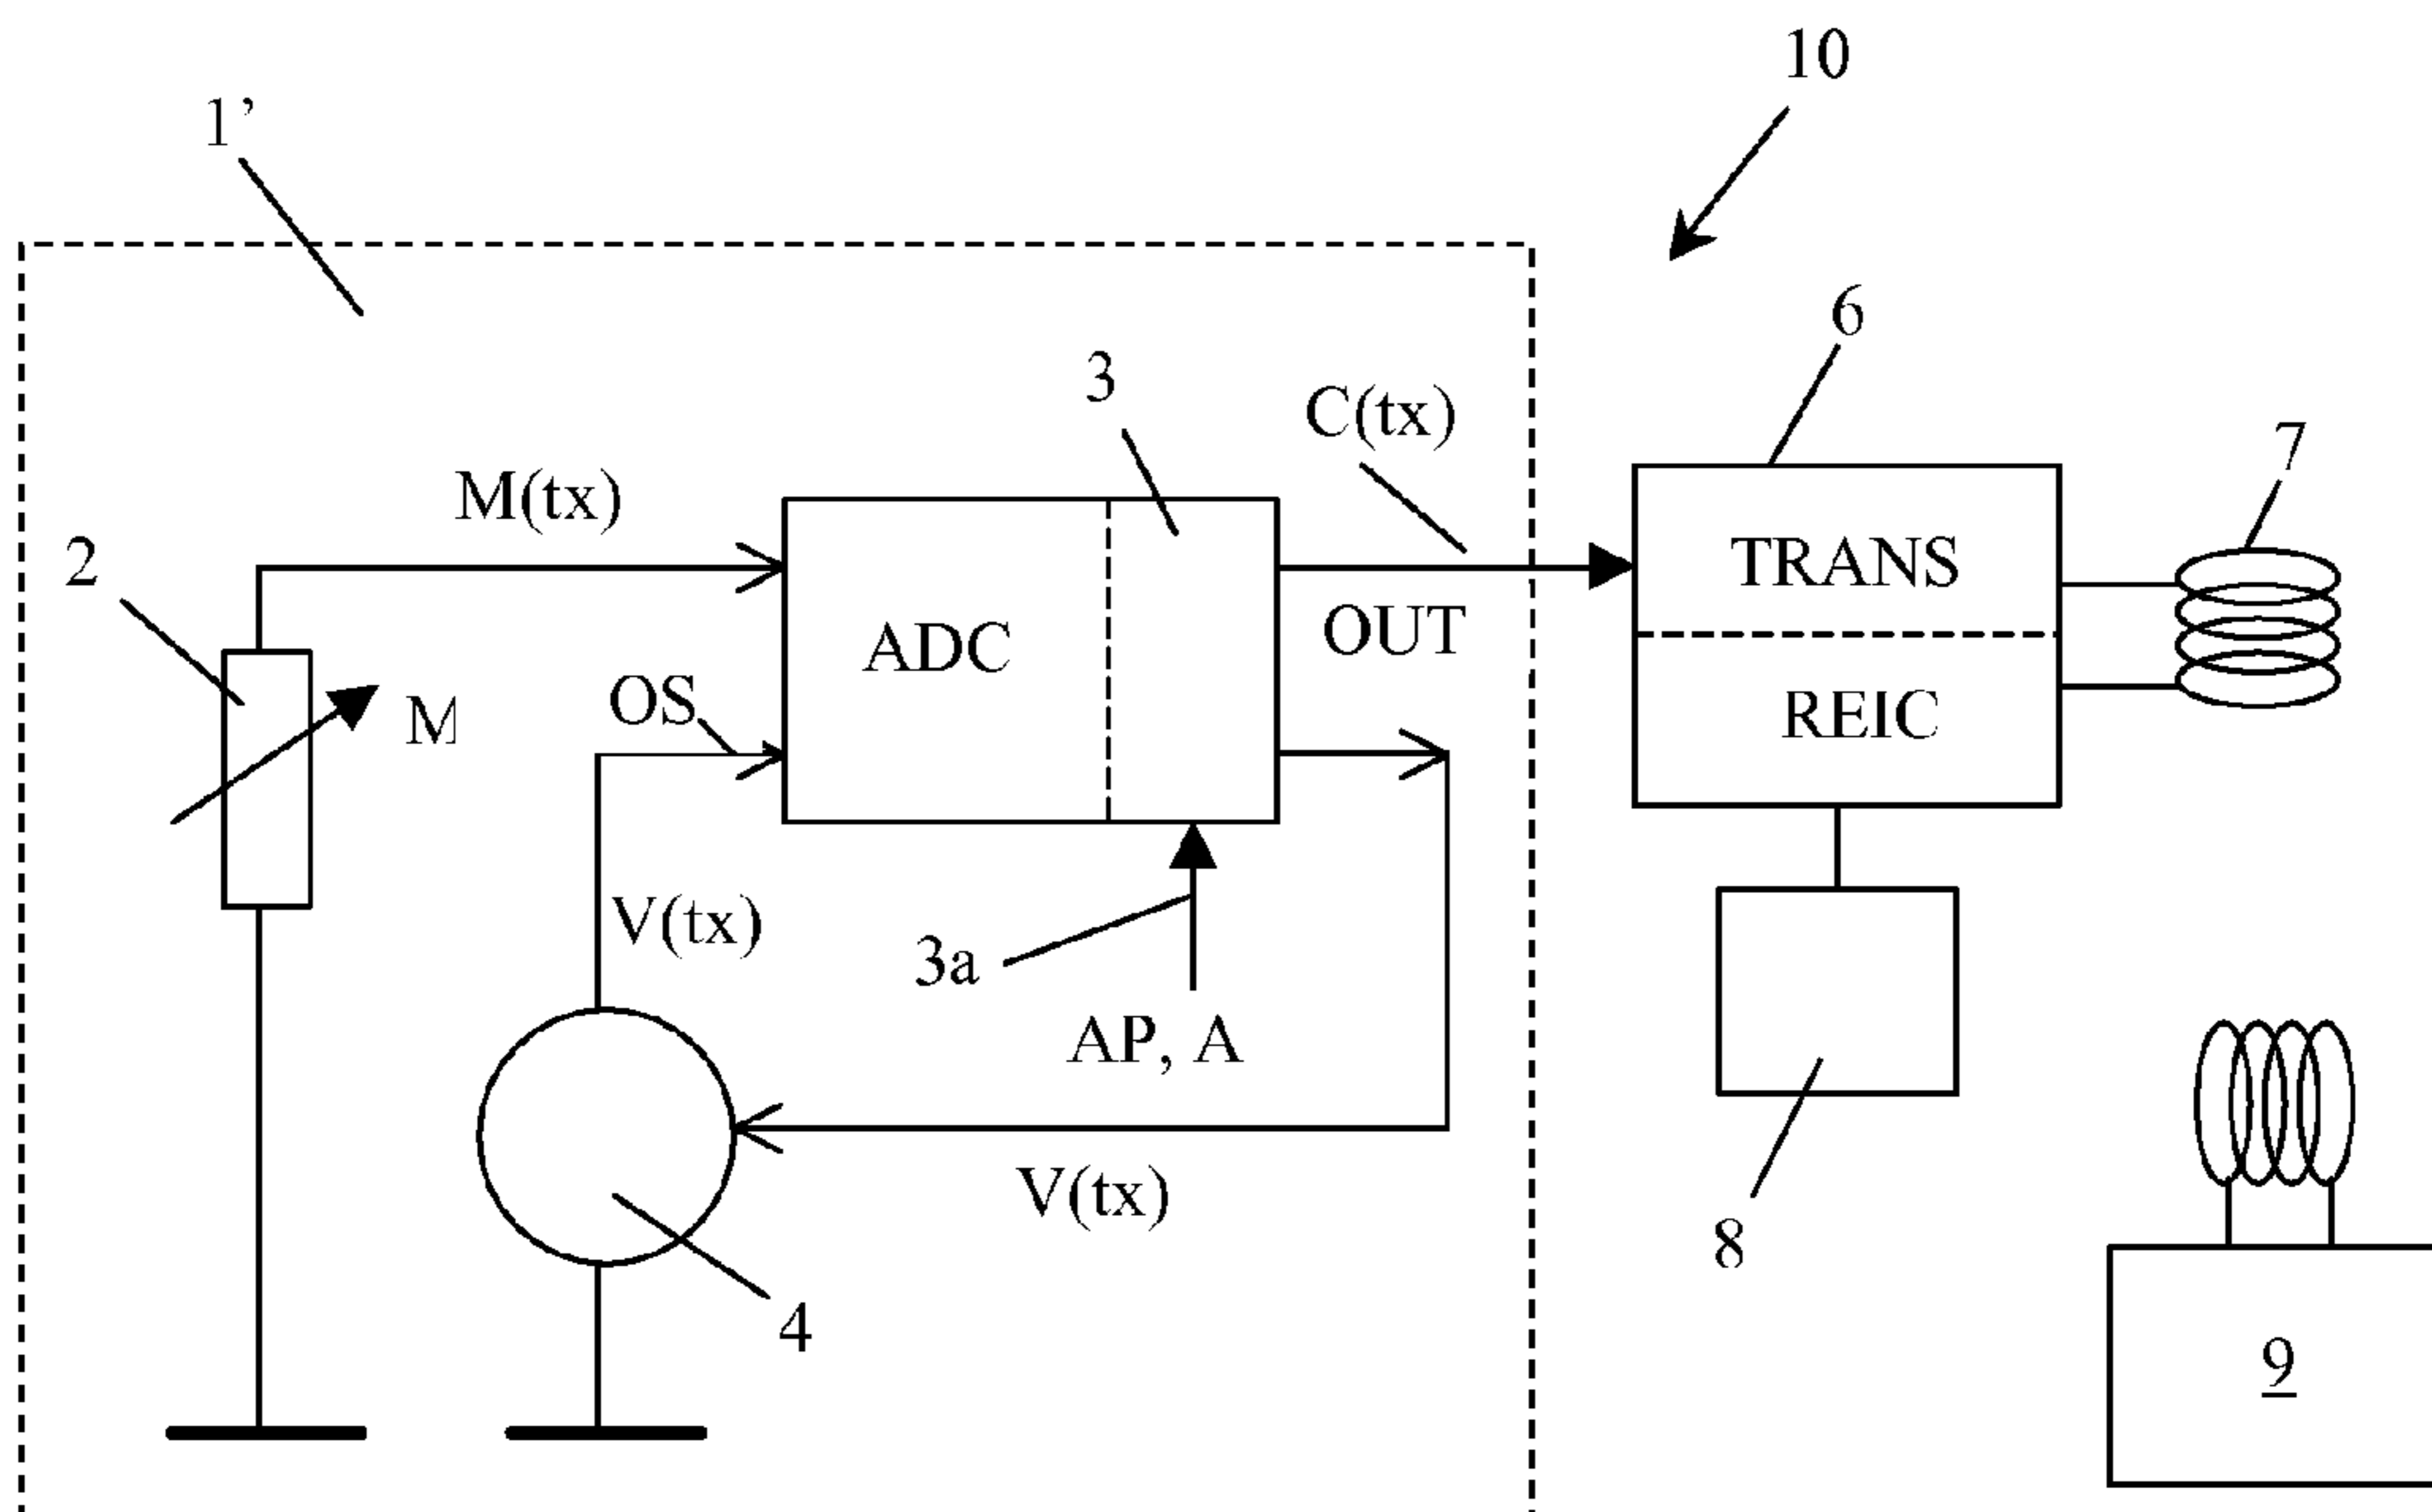 10
1’
6
3
C(tx)
7
M(tx)
2
TRANS
ADC
OUT
OS
M
REIC
V(tx)
3a
AP, A
V(tx)
8
4
9